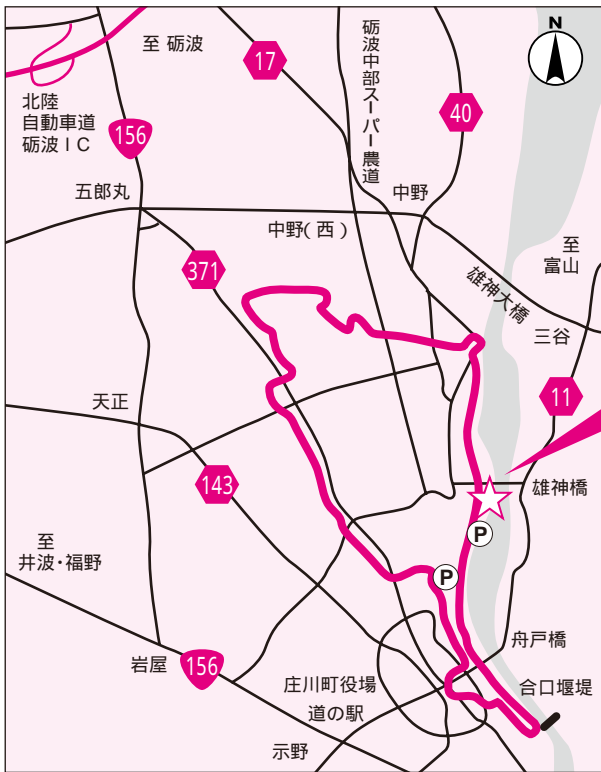 N
至 砺波
17
砺波中部スーパー農道
40
北陸
自動車道
砺波IC
156
五郎丸
中野
中野(西)
371
雄神大橋
至
富山
三谷
11
天正
143
雄神橋
P
P
至
井波・福野
舟戸橋
岩屋
156
庄川町役場
道の駅
合口堰堤
示野